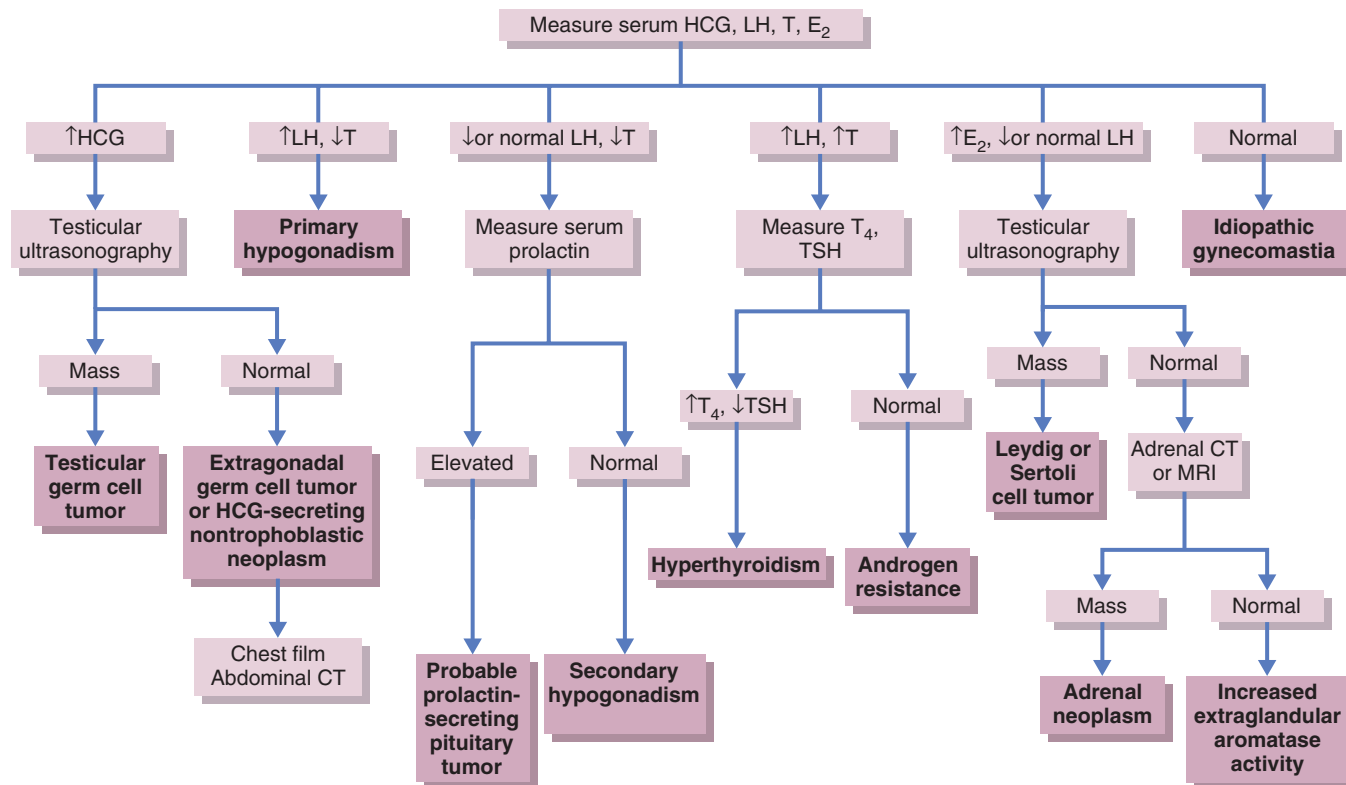 Measure serum HCG, LH, T, E₂
↑HCG
↑LH, ↓T
↓or normal LH, ↓T
↑LH, ↑T
↑E₂, ↓or normal LH
Normal
Testicular
ultrasonography
Primary
hypogonadism
Measure serum
prolactin
Measure T₄,
TSH
Testicular
ultrasonography
Idiopathic
gynecomastia
Mass
Normal
↑T₄, ↓TSH
Normal
Mass
Normal
Testicular
germ cell
tumor
Extragonadal
germ cell tumor
or HCG-secreting
nontrophoblastic
neoplasm
Elevated
Normal
Leydig or
Sertoli
cell tumor
Adrenal CT
or MRI
Hyperthyroidism
Androgen
resistance
Mass
Normal
Chest film
Abdominal CT
Probable
prolactin-
secreting
pituitary
tumor
Secondary
hypogonadism
Adrenal
neoplasm
Increased
extraglandular
aromatase
activity